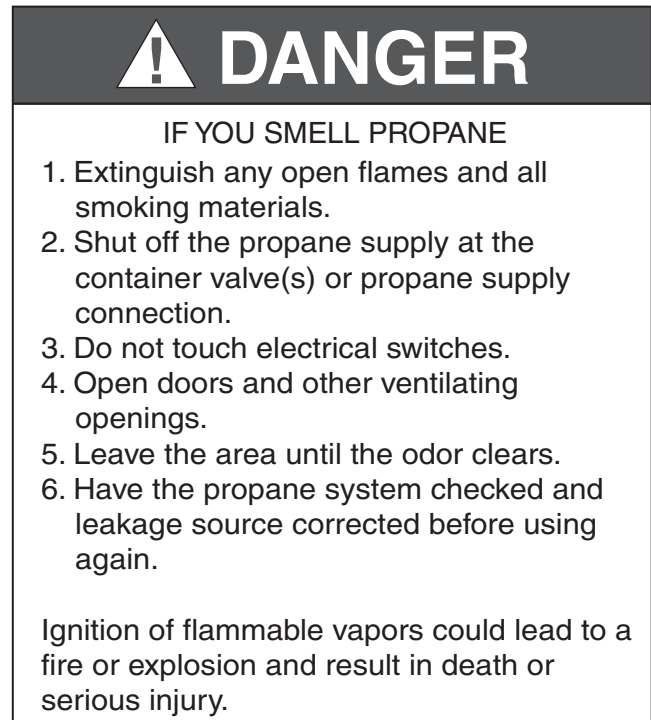 DANGER
IF YOU SMELL PROPANE
1. Extinguish any open flames and all
smoking materials.
2. Shut off the propane supply at the
container valve(s) or propane supply
connection.
3. Do not touch electrical switches.
4. Open doors and other ventilating
openings.
5. Leave the area until the odor clears.
6. Have the propane system checked and
leakage source corrected before using
again.
Ignition of flammable vapors could lead to a
fire or explosion and result in death or
serious injury.